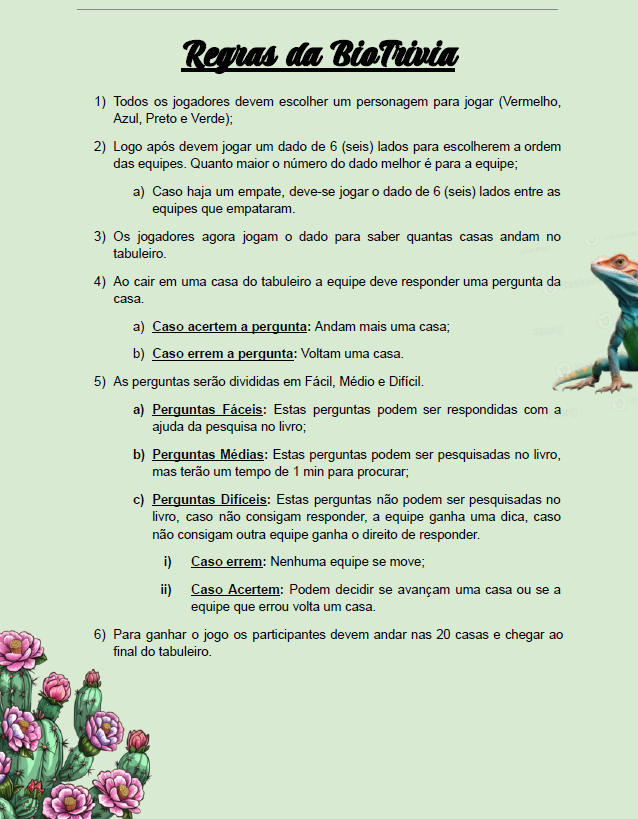 Regras da BioTrivia
1) Todos os jogadores devem escolher um personagem para jogar (Vermelho,
Azul, Preto e Verde);
2) Logo após devem jogar um dado de 6 (seis) lados para escolherem a ordem
das equipes. Quanto maior o número do dado melhor é para a equipe;
a) Caso haja um empate, deve-se jogar o dado de 6 (seis) lados entre as
equipes que empataram.
3) Os jogadores agora jogam o dado para saber quantas casas andam no
tabuleiro.
4) Ao cair em uma casa do tabuleiro a equipe deve responder uma pergunta da
casa.
a) Caso acertem a pergunta: Andam mais uma casa;
b) Caso errem a pergunta: Voltam uma casa.
5) As perguntas serão divididas em Fácil, Médio e Difícil.
a) Perguntas Fáceis: Estas perguntas podem ser respondidas com a
ajuda da pesquisa no livro;
b) Perguntas Médias: Estas perguntas podem ser pesquisadas no livro,
mas terão um tempo de 1 min para procurar;
c) Perguntas Difíceis: Estas perguntas não podem ser pesquisadas no
livro, caso não consigam responder, a equipe ganha uma dica, caso
não consigam outra equipe ganha o direito de responder.
i) Caso errem: Nenhuma equipe se move;
ii) Caso Acertem: Podem decidir se avançam uma casa ou se a
equipe que errou volta um casa.
6) Para ganhar o jogo os participantes devem andar nas 20 casas e chegar ao
final do tabuleiro.